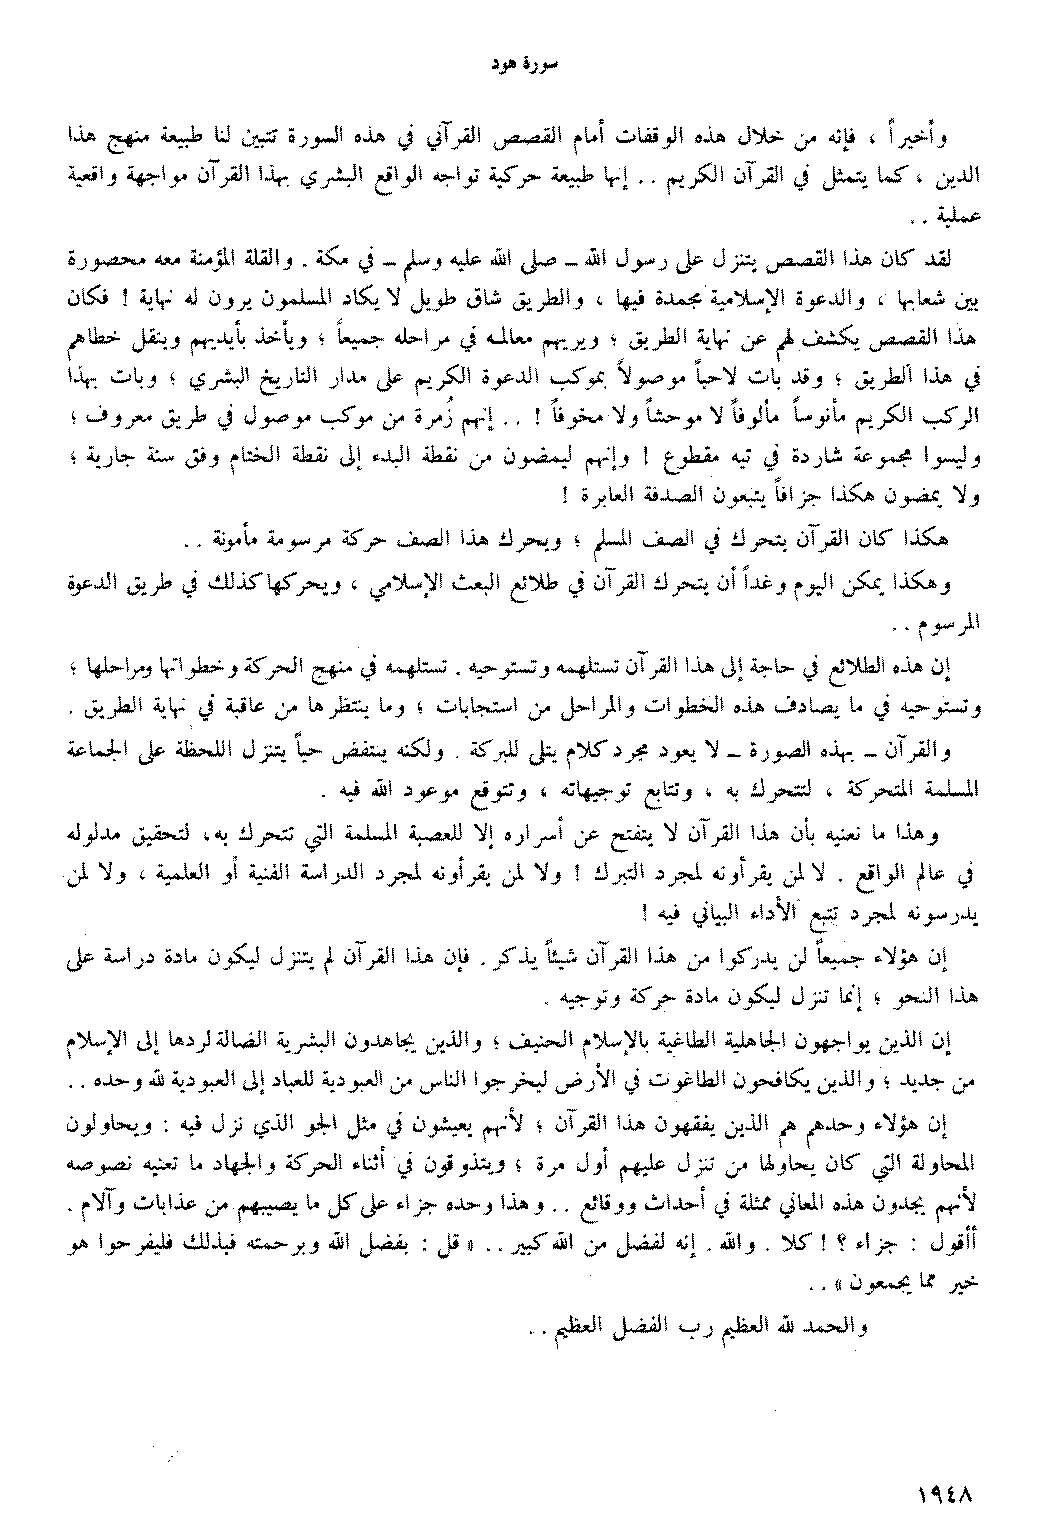 سورة هود
وأخيراً ، فإنه من خلال هذه الوقفات أمام القصص القرآني في هذه السورة تتبين لنا طبيعة منهج هذا
الدين ، كما يتمثل في القرآن الكريم . . إنها طبيعة حركية تواجه الواقع البشري بهذا القرآن مواجهة واقعية
عملية . .
لقد كان هذا القصص يتنزل على رسول الله – صلى الله عليه وسلم – في مكة . والقلة المؤمنة معه محصورة
بين شعابها ، والدعوة الإسلامية مجمدة فيها ، والطريق شاق طويل لا يكاد المسلمون يرون له نهاية ! فكان
هذا القصص يكشف لهم عن نهاية الطريق ؛ ويريهم معالمه في مراحله جميعاً ؛ ويأخذ بأيديهم وينقل خطاهم
في هذا الطريق ؛ وقد بات لاحباً موصولاً بموكب الدعوة الكريم على مدار التاريخ البشري ؛ وبات بهذا
الركب الكريم مأنوساً مألوفاً لا موحشاً ولا مخوفاً ! . . إنهم زُمرة من موكب موصول في طريق معروف ؛
وليسوا مجموعة شاردة في تيه مقطوع ! وإنهم ليمضون من نقطة البدء إلى نقطة الختام وفق سنة جارية ؛
ولا يمضون هكذا جزافاً يتبعون الصدفة العابرة !
هكذا كان القرآن يتحرك في الصف المسلم ؛ ويحرك هذا الصف حركة مرسومة مأمونة . .
وهكذا يمكن اليوم وغداً أن يتحرك القرآن في طلائع البعث الإسلامي ، ويحركها كذلك في طريق الدعوة
المرسوم . .
إن هذه الطلائع في حاجة إلى هذا القرآن تستلهمه وتستوحيه . تستلهمه في منهج الحركة وخطواتها ومراحلها ؛
وتستوحيه في ما يصادف هذه الخطوات والمراحل من استجابات ؛ وما ينتظرها من عاقبة في نهاية الطريق .
والقرآن – بهذه الصورة – لا يعود مجرد كلام يتلى للبركة . ولكنه ينتفض حياً يتنزل اللحظة على الجماعة
المسلمة المتحركة ، لتتحرك به ، وتتابع توجيهاته ، وتتوقع موعود الله فيه .
وهذا ما نعنيه بأن هذا القرآن لا يتفتح عن أسراره إلا للعصبة المسلمة التي تتحرك به، لتحقيق مدلوله
في عالم الواقع . لا لمن يقرأونه لمجرد التبرك ! ولا لمن يقرأونه لمجرد الدراسة الفنية أو العلمية ، ولا لمن
يدرسونه لمجرد تتبع الأداء البياني فيه !
إن هؤلاء جميعاً لن يدركوا من هذا القرآن شيئاً يذكر . فإن هذا القرآن لم يتنزل ليكون مادة دراسة على
هذا النحو ؛ إنما تنزل ليكون مادة حركة وتوجيه .
إن الذين يواجهون الجاهلية الطاغية بالإسلام الحنيف ؛ والذين يجاهدون البشرية الضالة لردها إلى الإسلام
من جديد ؛ والذين يكافحون الطاغوت في الأرض ليخرجوا الناس من العبودية للعباد إلى العبودية لله وحده . .
إن هؤلاء وحدهم هم الذين يفقهون هذا القرآن ؛ لأنهم يعيشون في مثل الجو الذي نزل فيه : ويحاولون
المحاولة التي كان يحاولها من تنزل عليهم أول مرة ؛ ويتذوقون في أثناء الحركة والجهاد ما تعنيه نصوصه
لأنهم يجدون هذه المعاني ممثلة في أحداث ووقائع . . وهذا وحده جزاء على كل ما يصيبهم من عذابات وآلام .
أأقول : جزاء ؟ ! كلا . والله . إنه لفضل من الله كبير . . « قل : بفضل الله وبرحمته فبذلك فليفرحوا هو
خير مما يجمعون » . .
والحمد لله العظيم رب الفضل العظيم . .
١٩٤٨